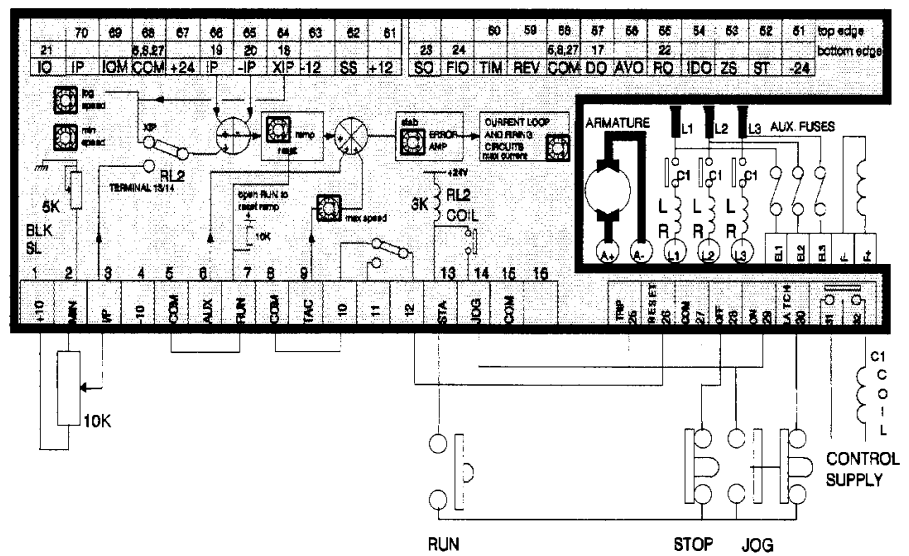 70 69 68 67 66 65 64 63 62 61 60 59 58 57 56 55 54 53 52 51 top edge
21 6,8,27 19 20 18 23 24 6,8,27 17 22 bottom edge
IO IP IOM COM +24 IP -IP XIP -12 SS +12 SO FIO TIM REV COM DO AVO RO IDO ZS ST -24
jog speed
min speed
XIP
RL2
TERMINAL 13/14
5K
BLK
SL
+ -
ramp
reset
open RUN to
reset ramp
10K
max speed
stab
ERROR
AMP
CURRENT LOOP
AND FIRING
CIRCUITS
max current
+24V
3K
RL2
COIL
ARMATURE
L1 L2 L3 AUX. FUSES
C1 C1 C1
L L L
R R R
A+ A- L1 L2 L3 EL1 EL2 EL3 F- F+
1 2 3 4 5 6 7 8 9 13 14 15 16
+10 MIN I/P -10 COM AUX RUN COM TAC 10 11 12 STA JOG COM
TRIP 25 RESET 26 COM 27 OFF 28 ON 29 LATCH 30 31 32
10K
C1
C
O
I
L
CONTROL
SUPPLY
RUN STOP JOG